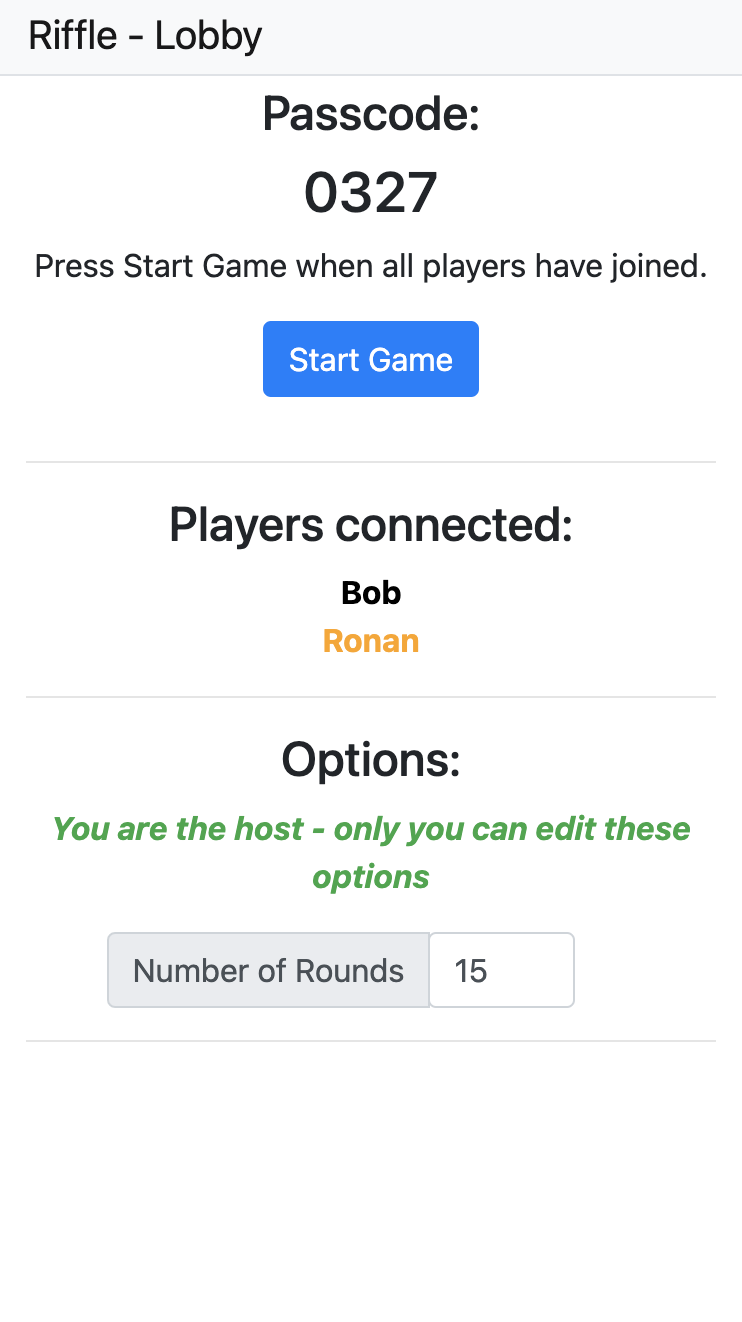 Riffle - Lobby
Passcode:
0327
Press Start Game when all players have joined.
Start Game
Players connected:
Bob
Ronan
Options:
You are the host - only you can edit these
options
Number of Rounds 15